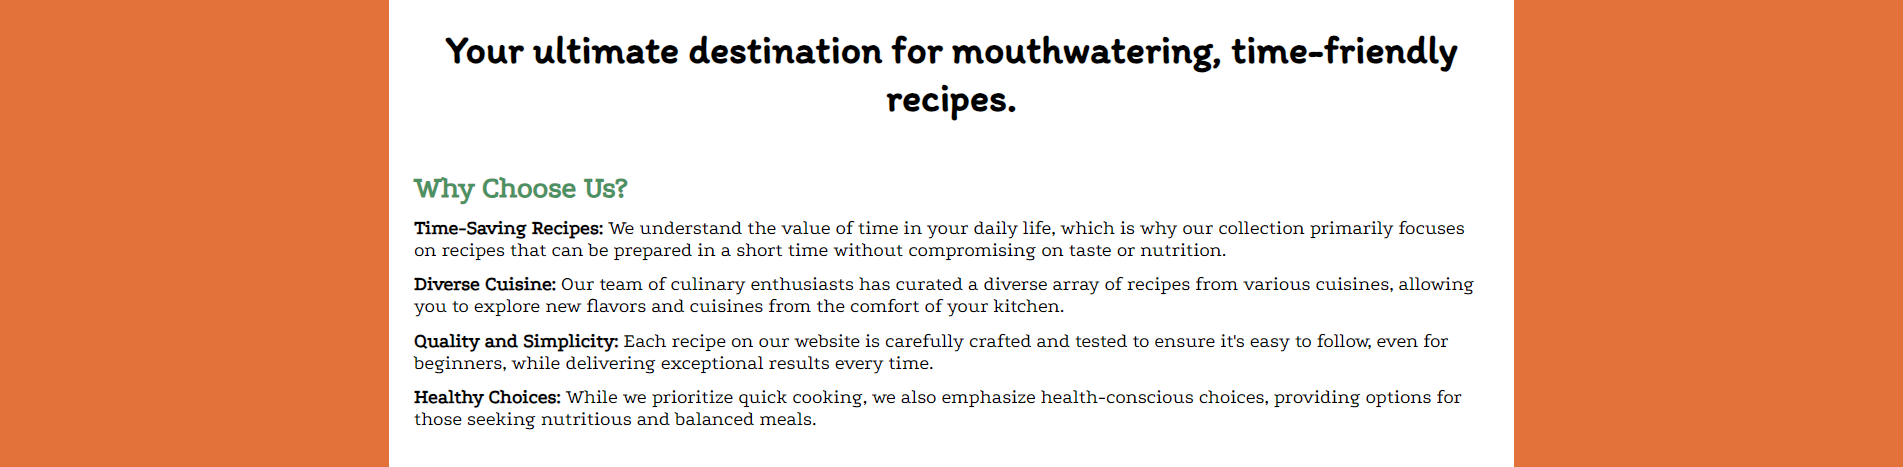 Your ultimate destination for mouthwatering, time-friendly
recipes.
Why Choose Us?
Time-Saving Recipes: We understand the value of time in your daily life, which is why our collection primarily focuses
on recipes that can be prepared in a short time without compromising on taste or nutrition.
Diverse Cuisine: Our team of culinary enthusiasts has curated a diverse array of recipes from various cuisines, allowing
you to explore new flavors and cuisines from the comfort of your kitchen.
Quality and Simplicity: Each recipe on our website is carefully crafted and tested to ensure it's easy to follow, even for
beginners, while delivering exceptional results every time.
Healthy Choices: While we prioritize quick cooking, we also emphasize health-conscious choices, providing options for
those seeking nutritious and balanced meals.